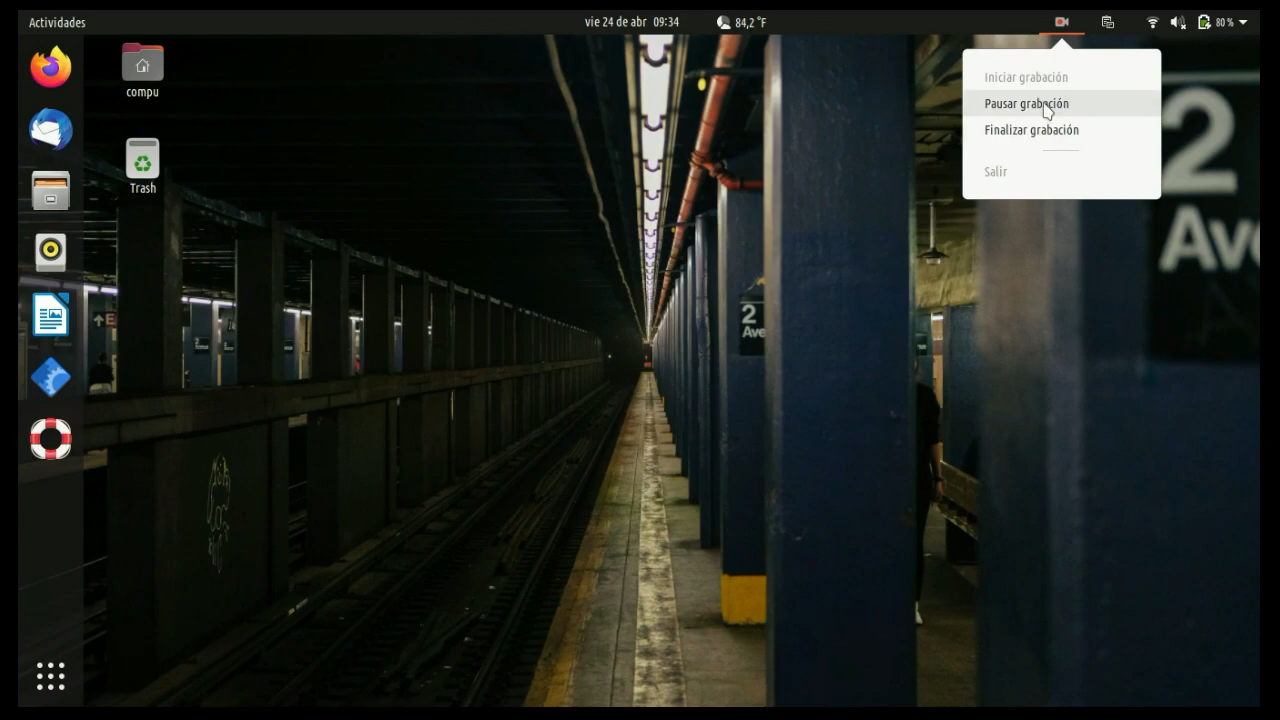 Actividades
vie 24 de abr 09:34
84,2 °F
80 %
compu
Trash
Iniciar grabación
Pausar grabación
Finalizar grabación
Salir
2
Ave
2
Av
E